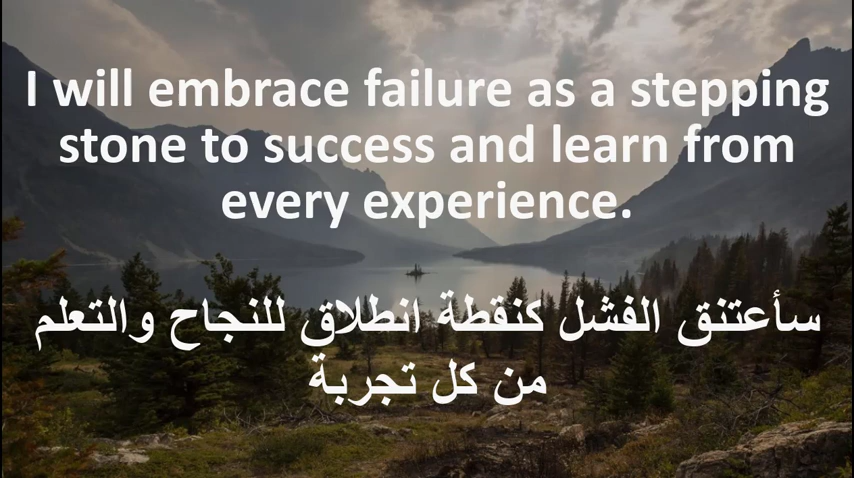 I will embrace failure as a stepping
stone to success and learn from
every experience.
سأعتنق الفشل كنقطة انطلاق للنجاح والتعلم
من كل تجربة